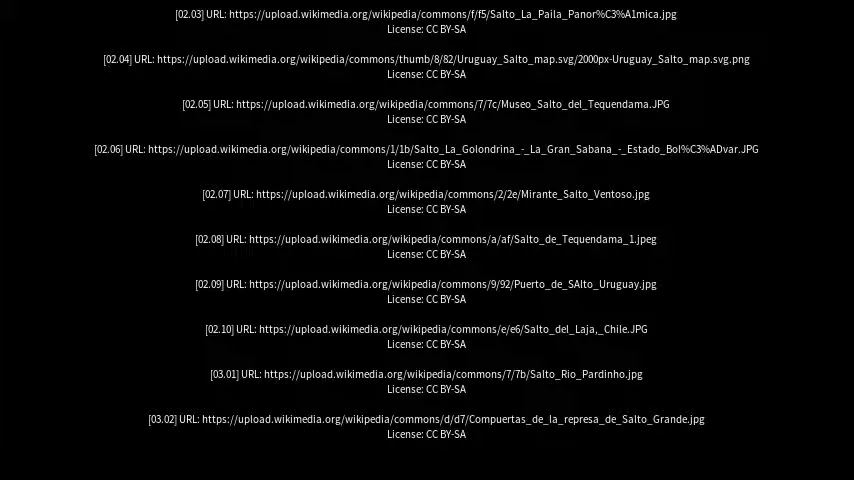 [02.03] URL: https://upload.wikimedia.org/wikipedia/commons/f/f5/Salto_La_Paila_Panor%C3%A1mica.jpg
License: CC BY-SA
[02.04] URL: https://upload.wikimedia.org/wikipedia/commons/thumb/8/82/Uruguay_Salto_map.svg/2000px-Uruguay_Salto_map.svg.png
License: CC BY-SA
[02.05] URL: https://upload.wikimedia.org/wikipedia/commons/7/7c/Museo_Salto_del_Tequendama.JPG
License: CC BY-SA
[02.06] URL: https://upload.wikimedia.org/wikipedia/commons/1/1b/Salto_La_Golondrina_-_La_Gran_Sabana_-_Estado_Bol%C3%ADvar.JPG
License: CC BY-SA
[02.07] URL: https://upload.wikimedia.org/wikipedia/commons/2/2e/Mirante_Salto_Ventoso.jpg
License: CC BY-SA
[02.08] URL: https://upload.wikimedia.org/wikipedia/commons/a/af/Salto_de_Tequendama_1.jpeg
License: CC BY-SA
[02.09] URL: https://upload.wikimedia.org/wikipedia/commons/9/92/Puerto_de_SAlto_Uruguay.jpg
License: CC BY-SA
[02.10] URL: https://upload.wikimedia.org/wikipedia/commons/e/e6/Salto_del_Laja,_Chile.JPG
License: CC BY-SA
[03.01] URL: https://upload.wikimedia.org/wikipedia/commons/7/7b/Salto_Rio_Pardinho.jpg
License: CC BY-SA
[03.02] URL: https://upload.wikimedia.org/wikipedia/commons/d/d7/Compuertas_de_la_represa_de_Salto_Grande.jpg
License: CC BY-SA